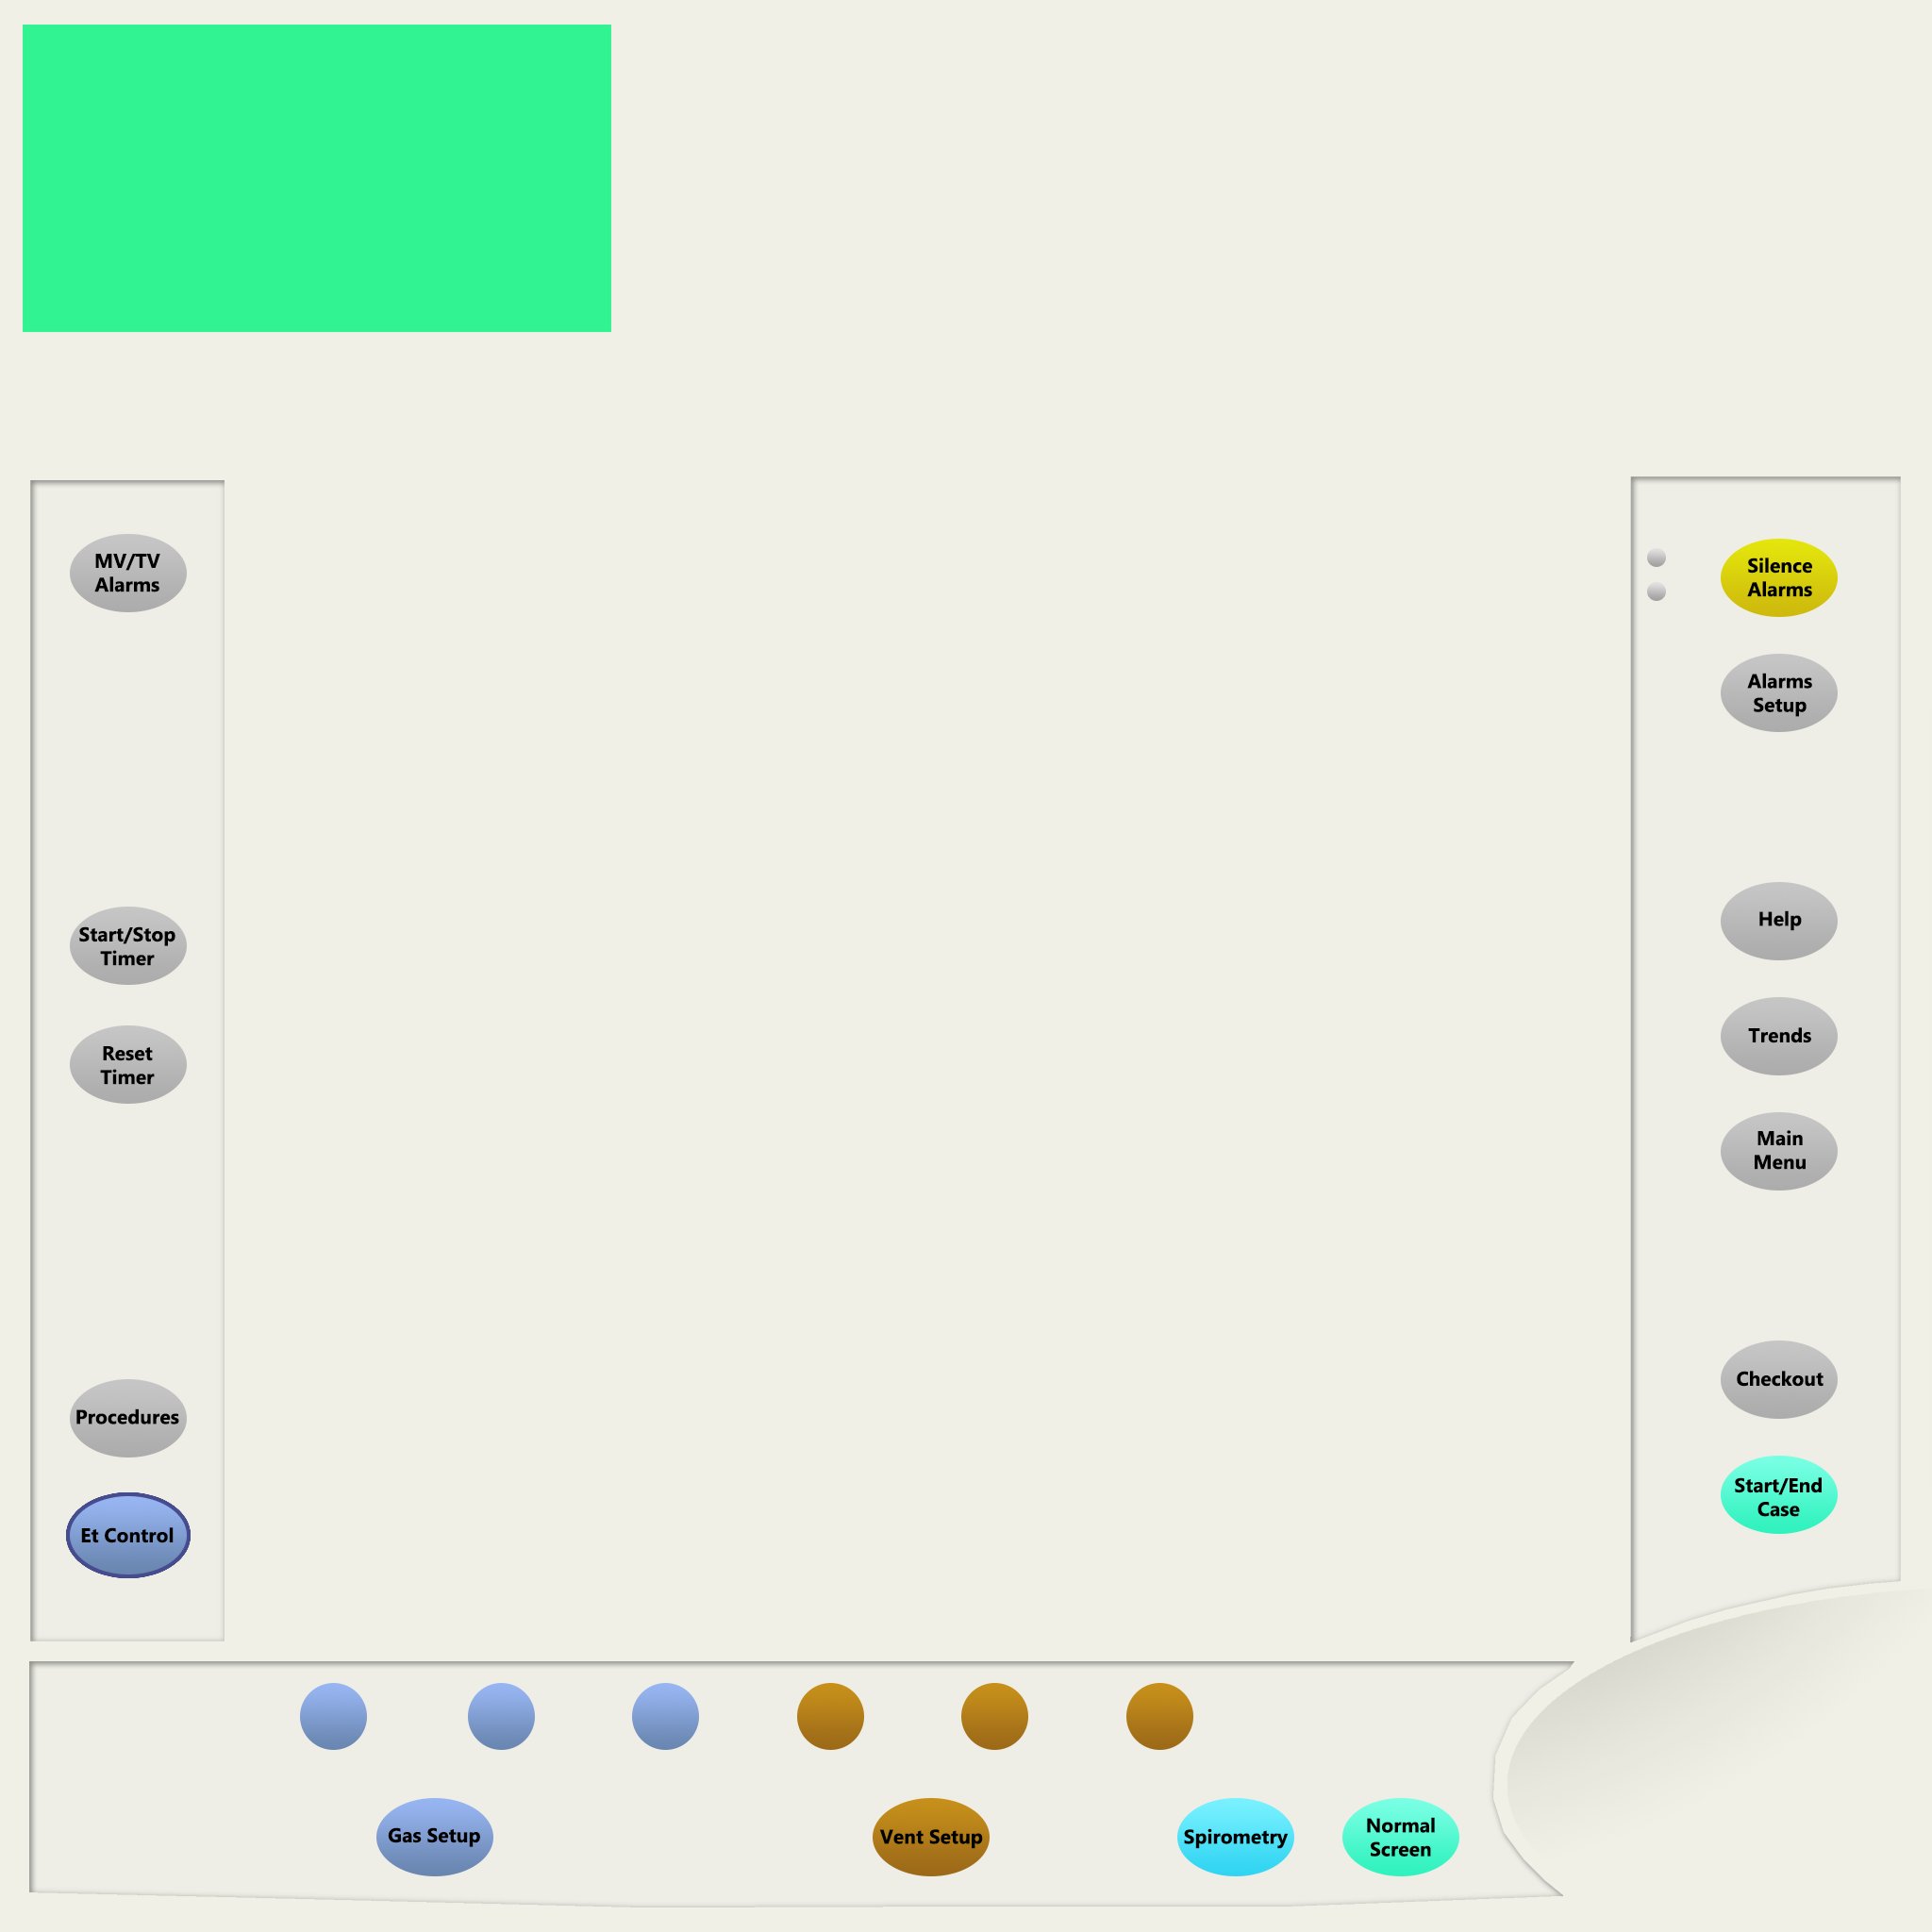 MV/TV
Alarms
Start/Stop
Timer
Reset
Timer
Procedures
Et Control
Silence
Alarms
Alarms
Setup
Help
Trends
Main
Menu
Checkout
Start/End
Case
Gas Setup
Vent Setup
Spirometry
Normal
Screen